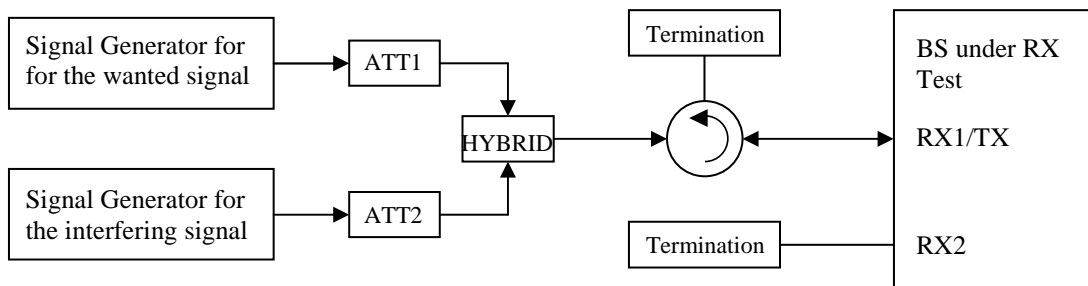 Signal Generator for
for the wanted signal
ATT1
Termination
BS under RX
Test
HYBRID
RX1/TX
Signal Generator for
the interfering signal
ATT2
Termination
RX2